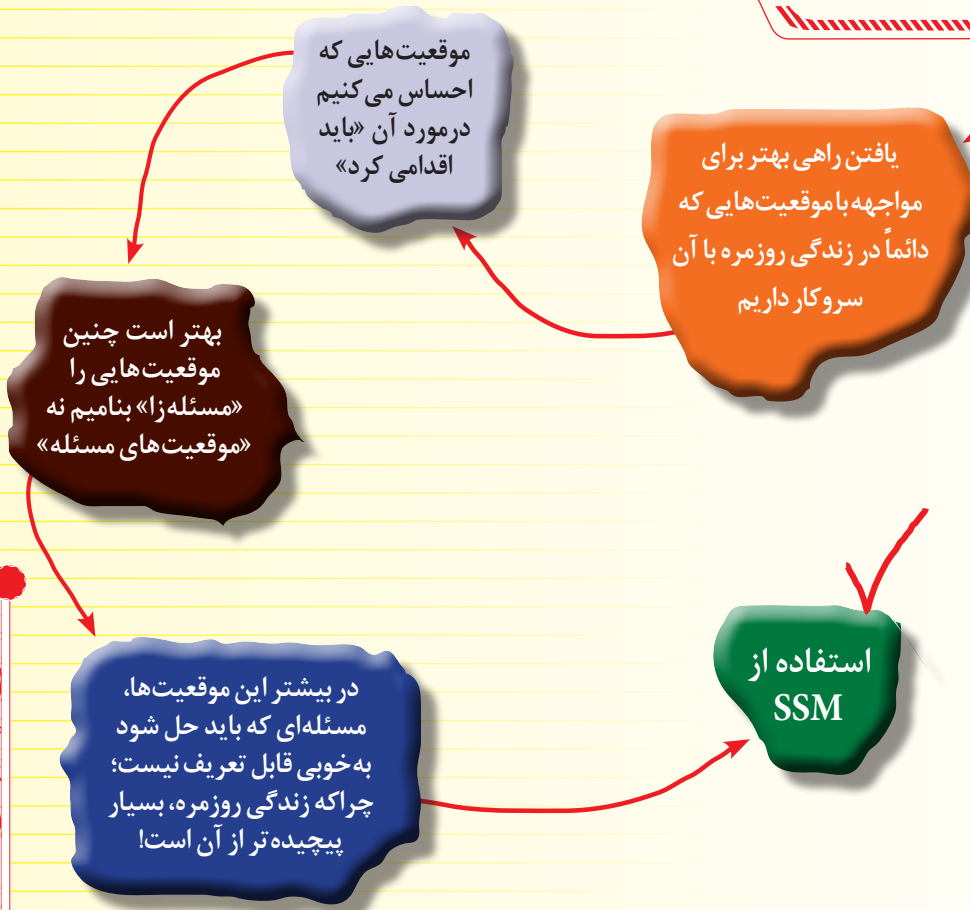 یافتن راهی بهتر برای
مواجهه با موقعیت‌هایی که
دائماً در زندگی روزمره با آن
سروکار داریم
موقعیت‌هایی که
احساس می‌کنیم
درمورد آن «باید
اقدامی کرد»
بهتر است چنین
موقعیت‌هایی را
«مسئله‌زا» بنامیم نه
«موقعیت‌های مسئله»
در بیشتر این موقعیت‌ها،
مسئله‌ای که باید حل شود
به‌خوبی قابل تعریف نیست؛
چراکه زندگی روزمره، بسیار
پیچیده‌تر از آن است!
استفاده از
SSM